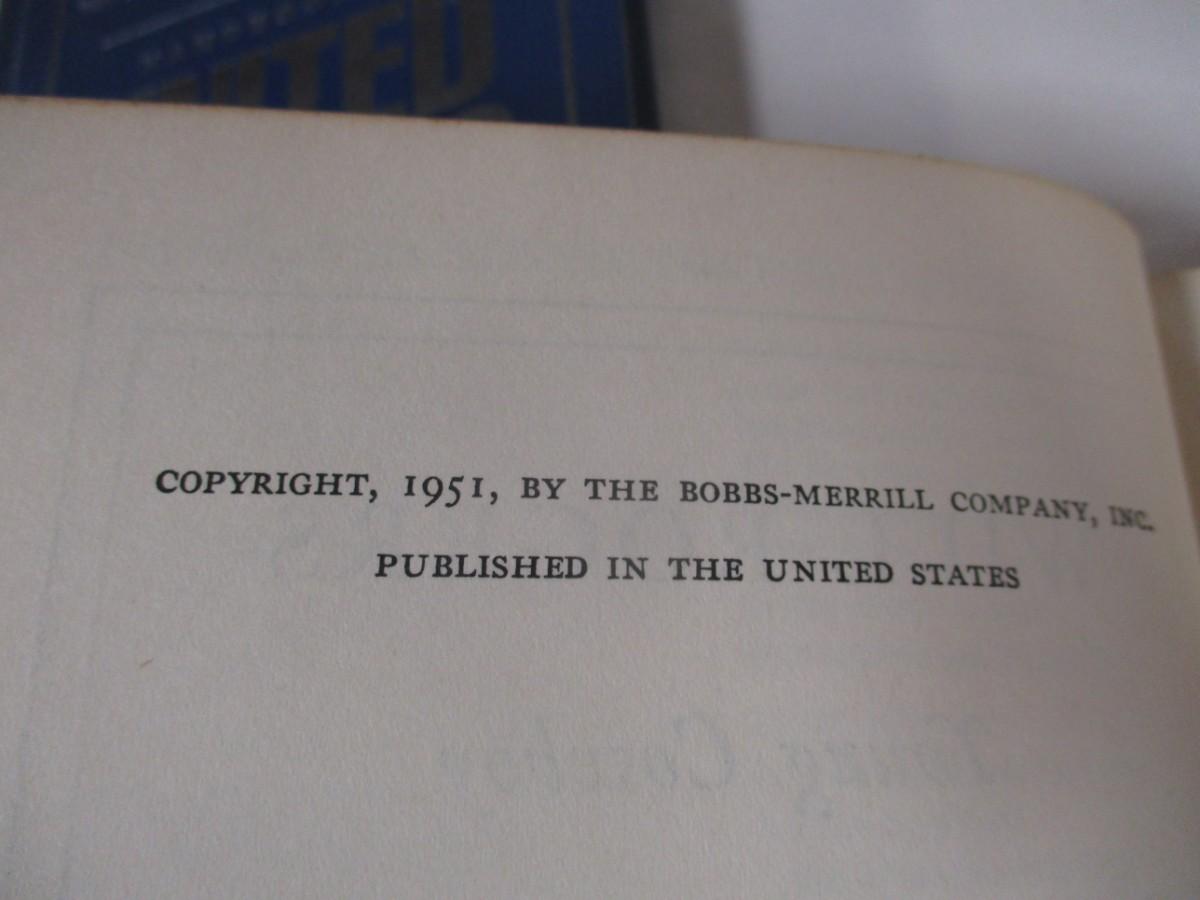 COPYRIGHT, 1951, BY THE BOBBS-MERRILL COMPANY, INC.
PUBLISHED IN THE UNITED STATES